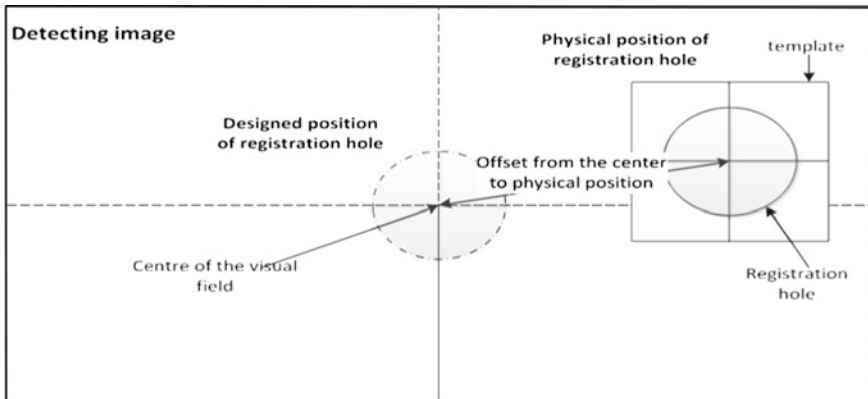 Detecting image
Physical position of
registration hole
template
Designed position
of registration hole
Offset from the center
to physical position
Centre of the visual
field
Registration
hole